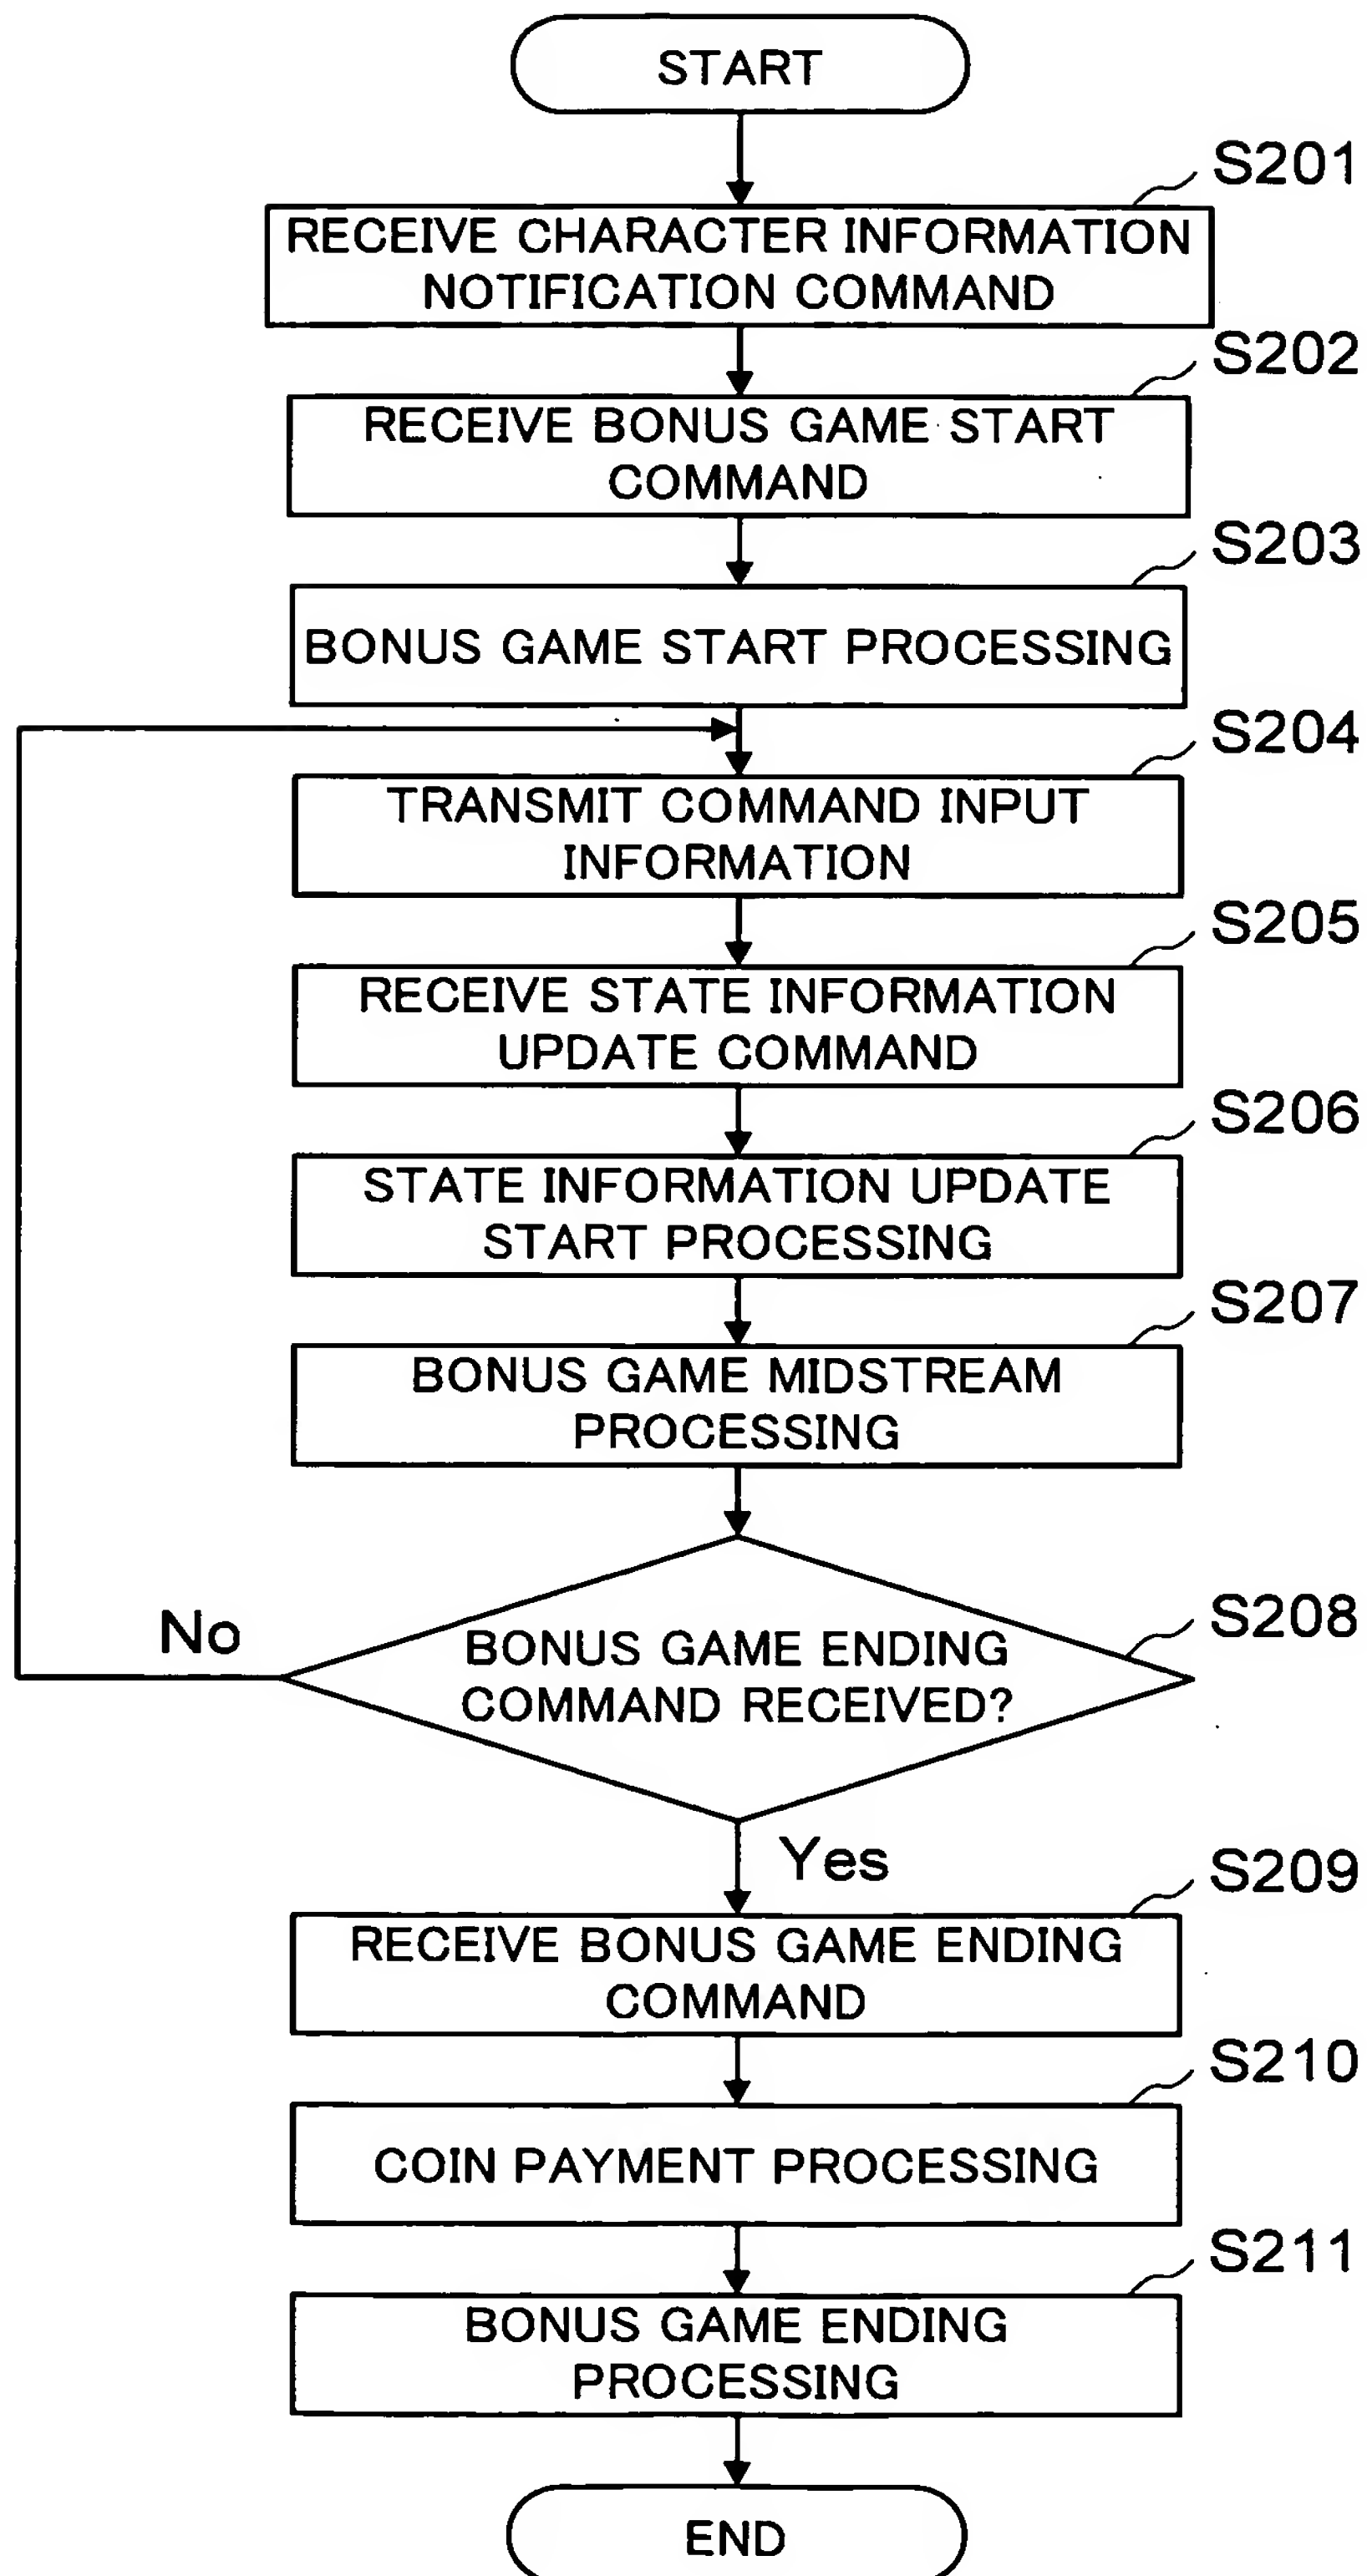 START
S201
RECEIVE CHARACTER INFORMATION
NOTIFICATION COMMAND
S202
RECEIVE BONUS GAME START
COMMAND
S203
BONUS GAME START PROCESSING
S204
TRANSMIT COMMAND INPUT
INFORMATION
S205
RECEIVE STATE INFORMATION
UPDATE COMMAND
S206
STATE INFORMATION UPDATE
START PROCESSING
S207
BONUS GAME MIDSTREAM
PROCESSING
S208
No
BONUS GAME ENDING
COMMAND RECEIVED?
Yes
S209
RECEIVE BONUS GAME ENDING
COMMAND
S210
COIN PAYMENT PROCESSING
S211
BONUS GAME ENDING
PROCESSING
END